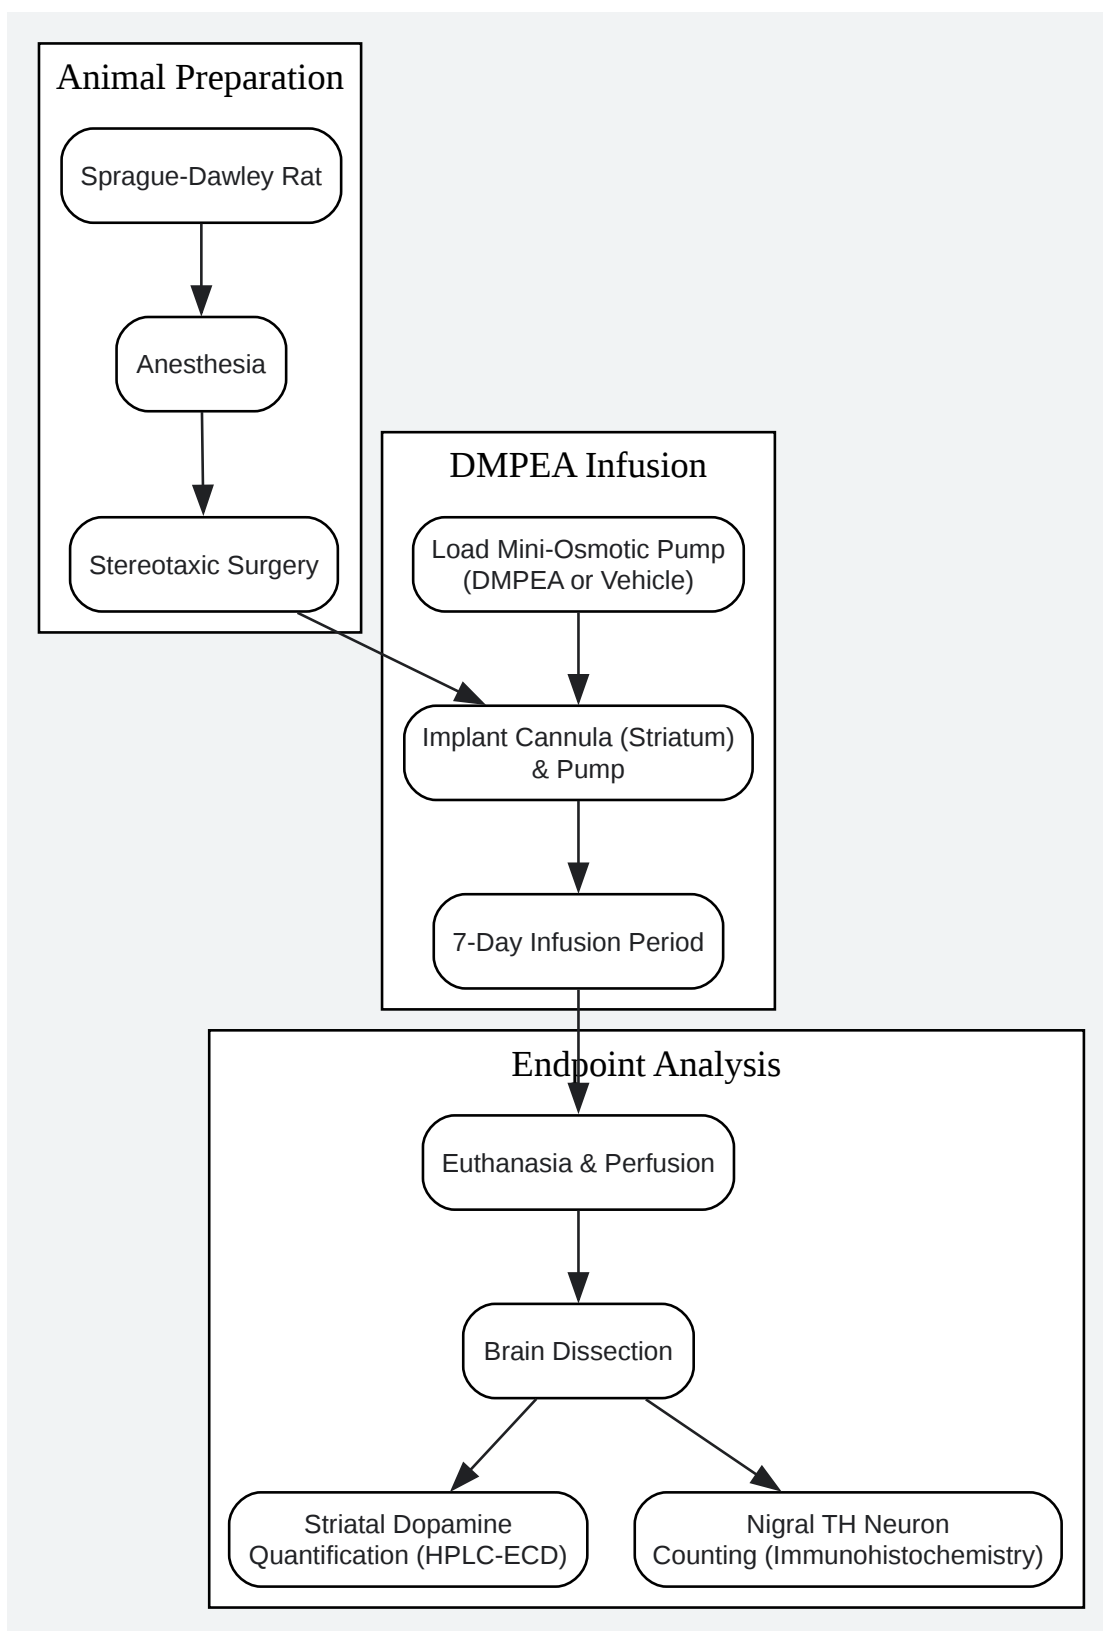 Animal Preparation
Sprague-Dawley Rat
Anesthesia
Stereotaxic Surgery
DMPEA Infusion
Load Mini-Osmotic Pump
(DMPEA or Vehicle)
Implant Cannula (Striatum)
& Pump
7-Day Infusion Period
Endpoint Analysis
Euthanasia & Perfusion
Brain Dissection
Striatal Dopamine
Quantification (HPLC-ECD)
Nigral TH Neuron
Counting (Immunohistochemistry)